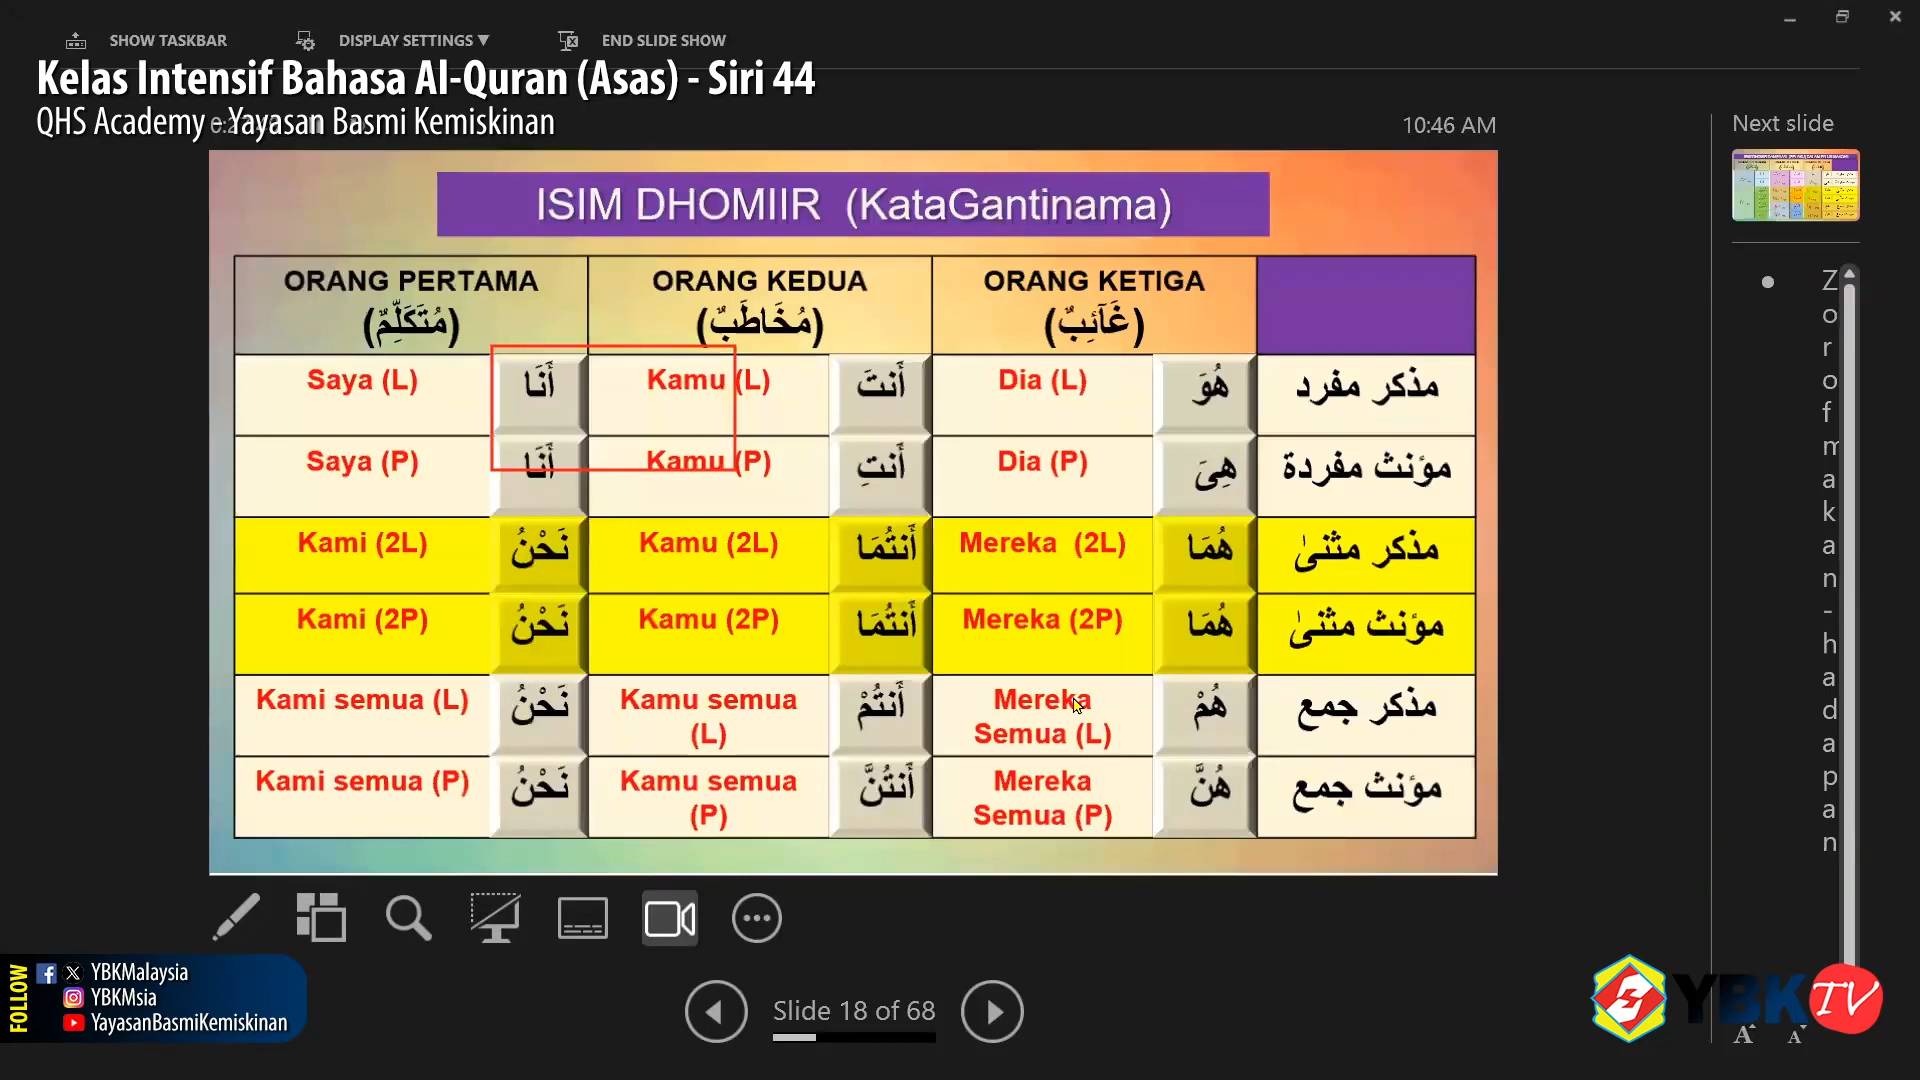 SHOW TASKBAR
DISPLAY SETTINGS ▼
END SLIDE SHOW
Kelas Intensif Bahasa Al-Quran (Asas) - Siri 44
QHS Academy - Yayasan Basmi Kemiskinan
10:46 AM
Next slide
ISIM DHOMIIR (KataGantinama)
ORANG PERTAMA
(مُتَكَلِّمٌ)
ORANG KEDUA
(مُخَاطَبٌ)
ORANG KETIGA
(غَآئِبٌ)
Saya (L) أَنَا Kamu (L) أَنتَ Dia (L) هُوَ مذكر مفرد
Saya (P) أَنَا Kamu (P) أَنتِ Dia (P) هِىَ مؤنث مفردة
Kami (2L) نَحْنُ Kamu (2L) أَنتُمَا Mereka (2L) هُمَا مذكر مثنىٰ
Kami (2P) نَحْنُ Kamu (2P) أَنتُمَا Mereka (2P) هُمَا مؤنث مثنىٰ
Kami semua (L) نَحْنُ Kamu semua (L) أَنتُمْ Mereka Semua (L) هُمْ مذكر جمع
Kami semua (P) نَحْنُ Kamu semua (P) أَنتُنَّ Mereka Semua (P) هُنَّ مؤنث جمع
Z
o
r
o
f
m
a
k
a
n
-
h
a
d
a
p
a
n
Slide 18 of 68
FOLLOW
YBKMalaysia
YBKMsia
YayasanBasmiKemiskinan
YBK TV
A A